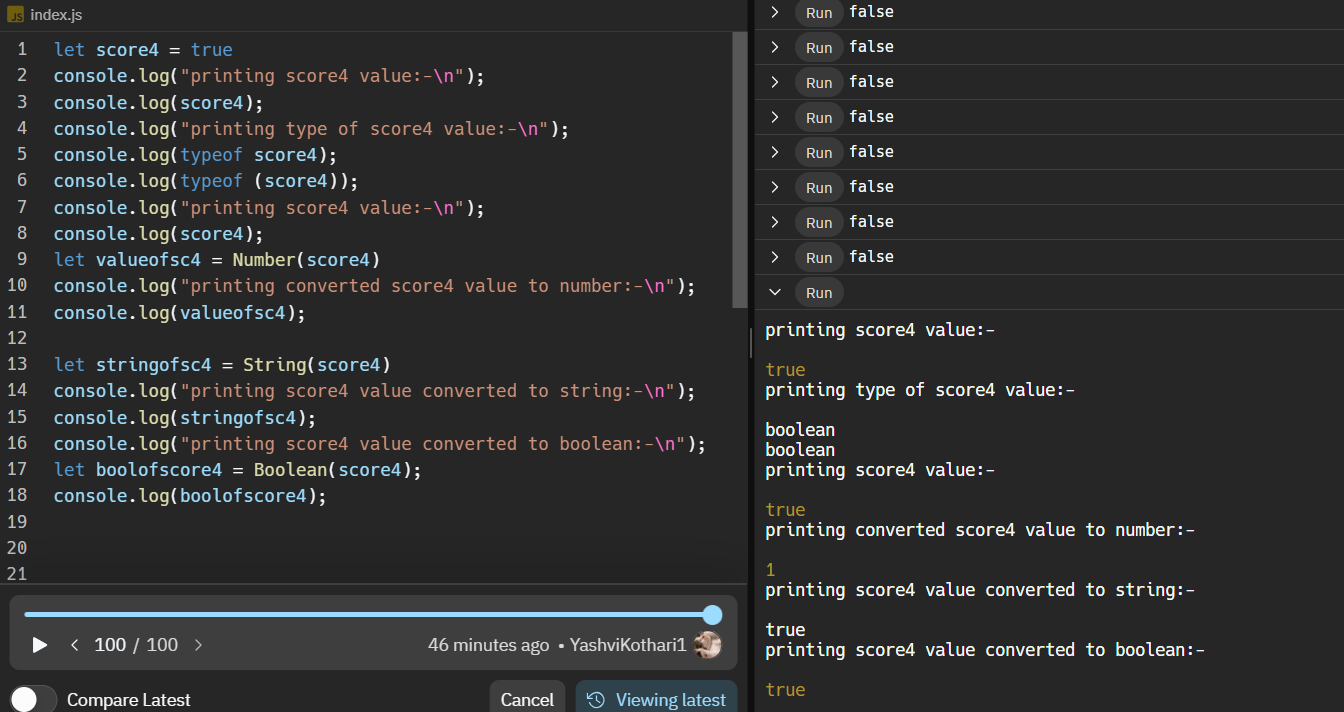 JS index.js
1 let score4 = true
2 console.log("printing score4 value:-\n");
3 console.log(score4);
4 console.log("printing type of score4 value:-\n");
5 console.log(typeof score4);
6 console.log(typeof (score4));
7 console.log("printing score4 value:-\n");
8 console.log(score4);
9 let valueofsc4 = Number(score4)
10 console.log("printing converted score4 value to number:-\n");
11 console.log(valueofsc4);
12
13 let stringofsc4 = String(score4)
14 console.log("printing score4 value converted to string:-\n");
15 console.log(stringofsc4);
16 console.log("printing score4 value converted to boolean:-\n");
17 let boolofscore4 = Boolean(score4);
18 console.log(boolofscore4);
19
20
21
100 / 100
46 minutes ago • YashviKothari1
Compare Latest
Cancel
Viewing latest
Run false
Run false
Run false
Run false
Run false
Run false
Run false
Run false
Run
printing score4 value:-
true
printing type of score4 value:-
boolean
boolean
printing score4 value:-
true
printing converted score4 value to number:-
1
printing score4 value converted to string:-
true
printing score4 value converted to boolean:-
true